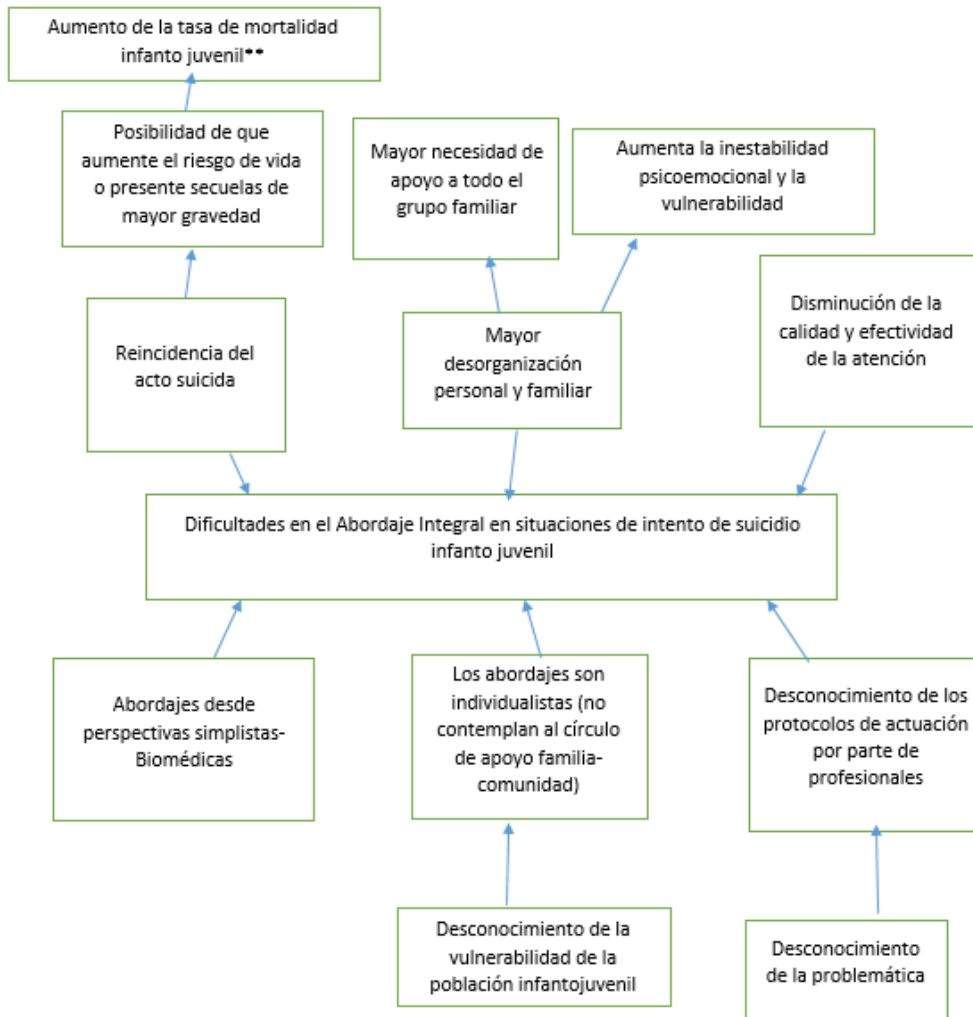 Aumento de la tasa de mortalidad
infanto juvenil**
Posibilidad de que
aumente el riesgo de vida
o presente secuelas de
mayor gravedad
Mayor necesidad de
apoyo a todo el
grupo familiar
Aumenta la inestabilidad
psicoemocional y la
vulnerabilidad
Reincidencia del
acto suicida
Mayor
desorganización
personal y familiar
Disminución de la
calidad y efectividad
de la atención
Dificultades en el Abordaje Integral en situaciones de intento de suicidio
infanto juvenil
Abordajes desde
perspectivas simplistas-
Biomédicas
Los abordajes son
individualistas (no
contemplan al círculo
de apoyo familia-
comunidad)
Desconocimiento de los
protocolos de actuación
por parte de
profesionales
Desconocimiento de la
vulnerabilidad de la
población infantojuvenil
Desconocimiento
de la problemática